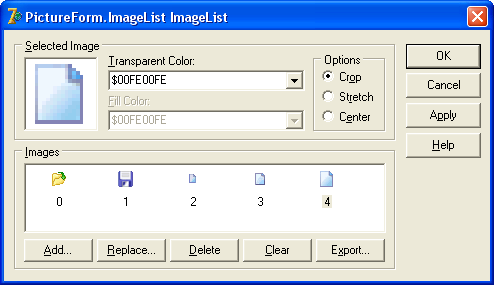 PictureForm.ImageList ImageList
Selected Image
Transparent Color:
$00FE00FE
Fill Color:
$00FE00FE
Options
Crop
Stretch
Center
OK
Cancel
Apply
Help
Images
0 1 2 3 4
Add... Replace... Delete Clear Export...